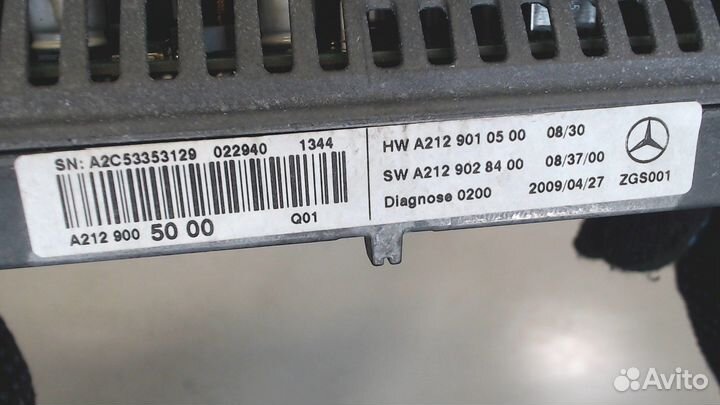 SN: A2C53353129 022940 1344
A212 900 50 00 Q01
HW A212 901 05 00 08/30
SW A212 902 84 00 08/37/00
Diagnose 0200 2009/04/27 ZGS001
Avito